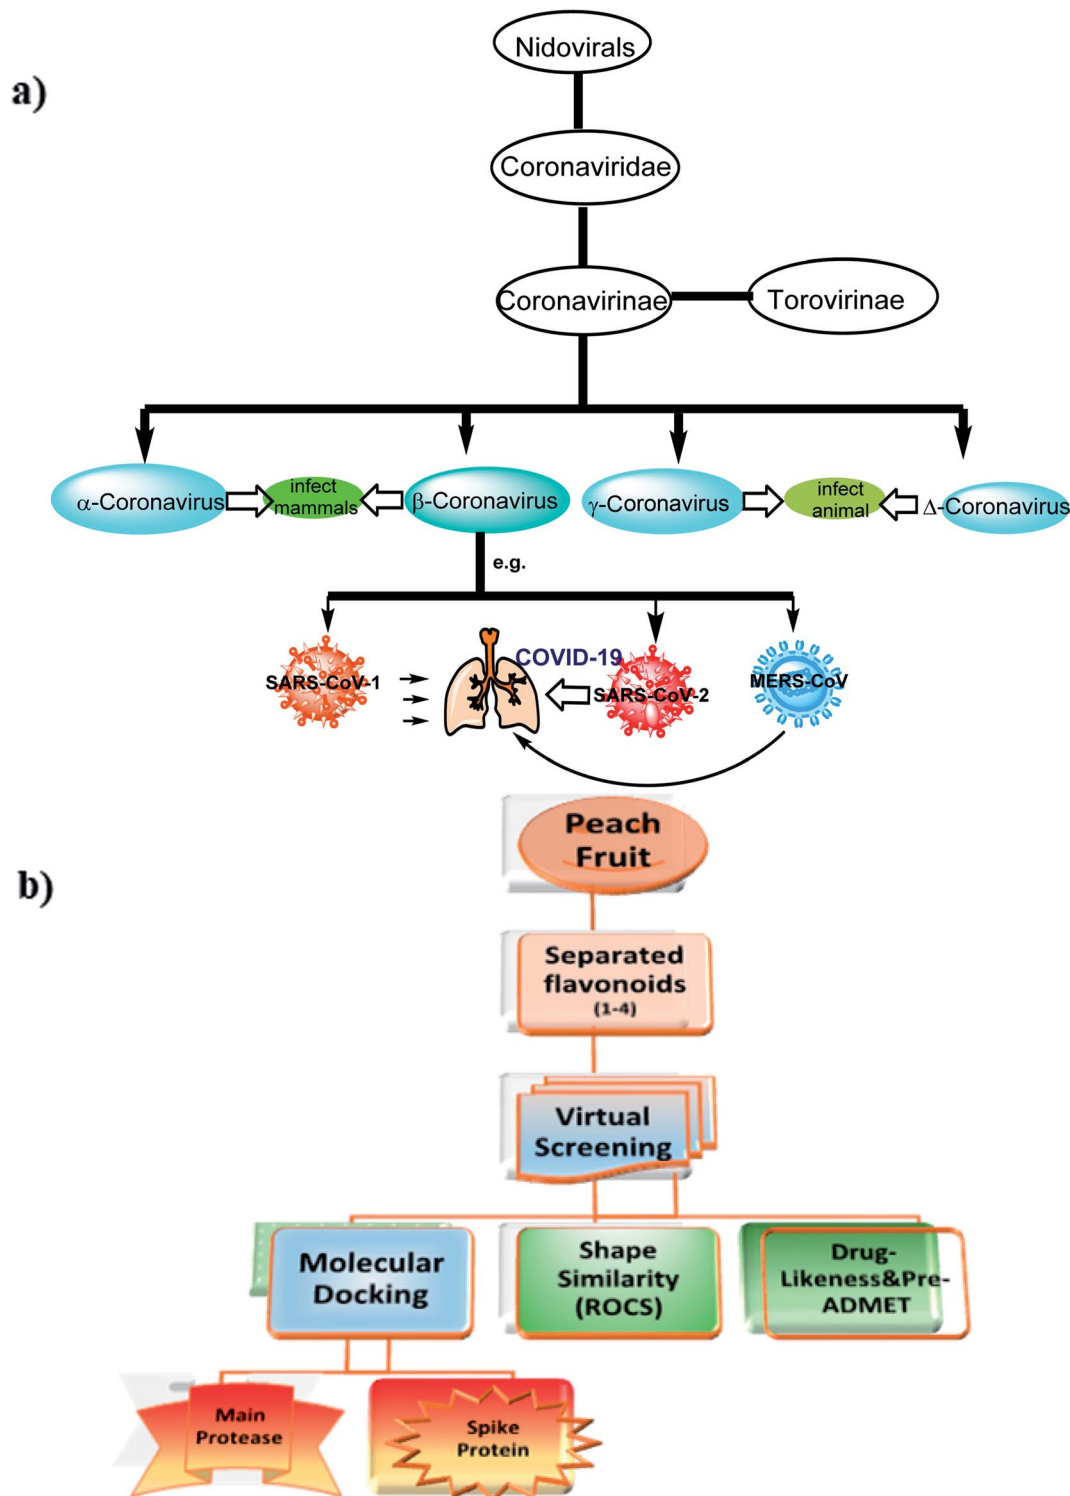 a)
Nidovirals
Coronaviridae
Coronavirinae
Torovirinae
α-Coronavirus
infect
mammals
β-Coronavirus
γ-Coronavirus
infect
animal
Δ-Coronavirus
e.g.
SARS-CoV-1
COVID-19
SARS-CoV-2
MERS-CoV
b)
Peach
Fruit
Separated
flavonoids
(1-4)
Virtual
Screening
Molecular
Docking
Shape
Similarity
(ROCS)
Drug-
Likeness&Pre-
ADMET
Main
Protease
Spike
Protein